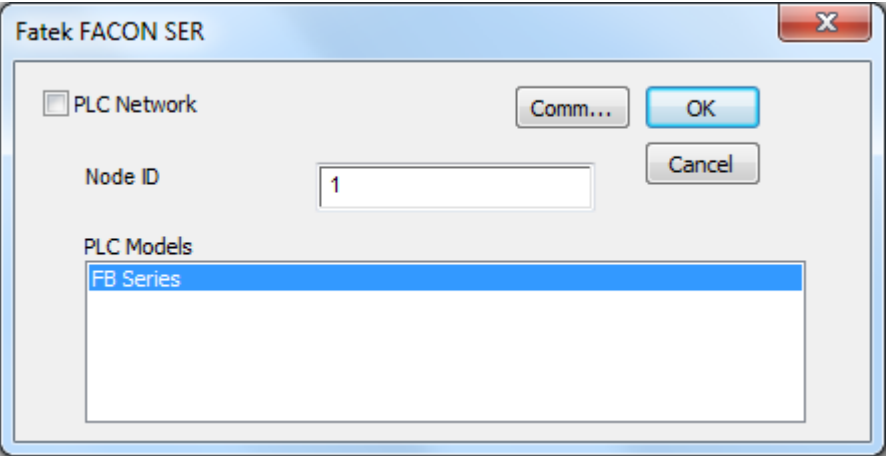 Fatek FACON SER
PLC Network
Comm...
OK
Node ID
1
Cancel
PLC Models
FB Series